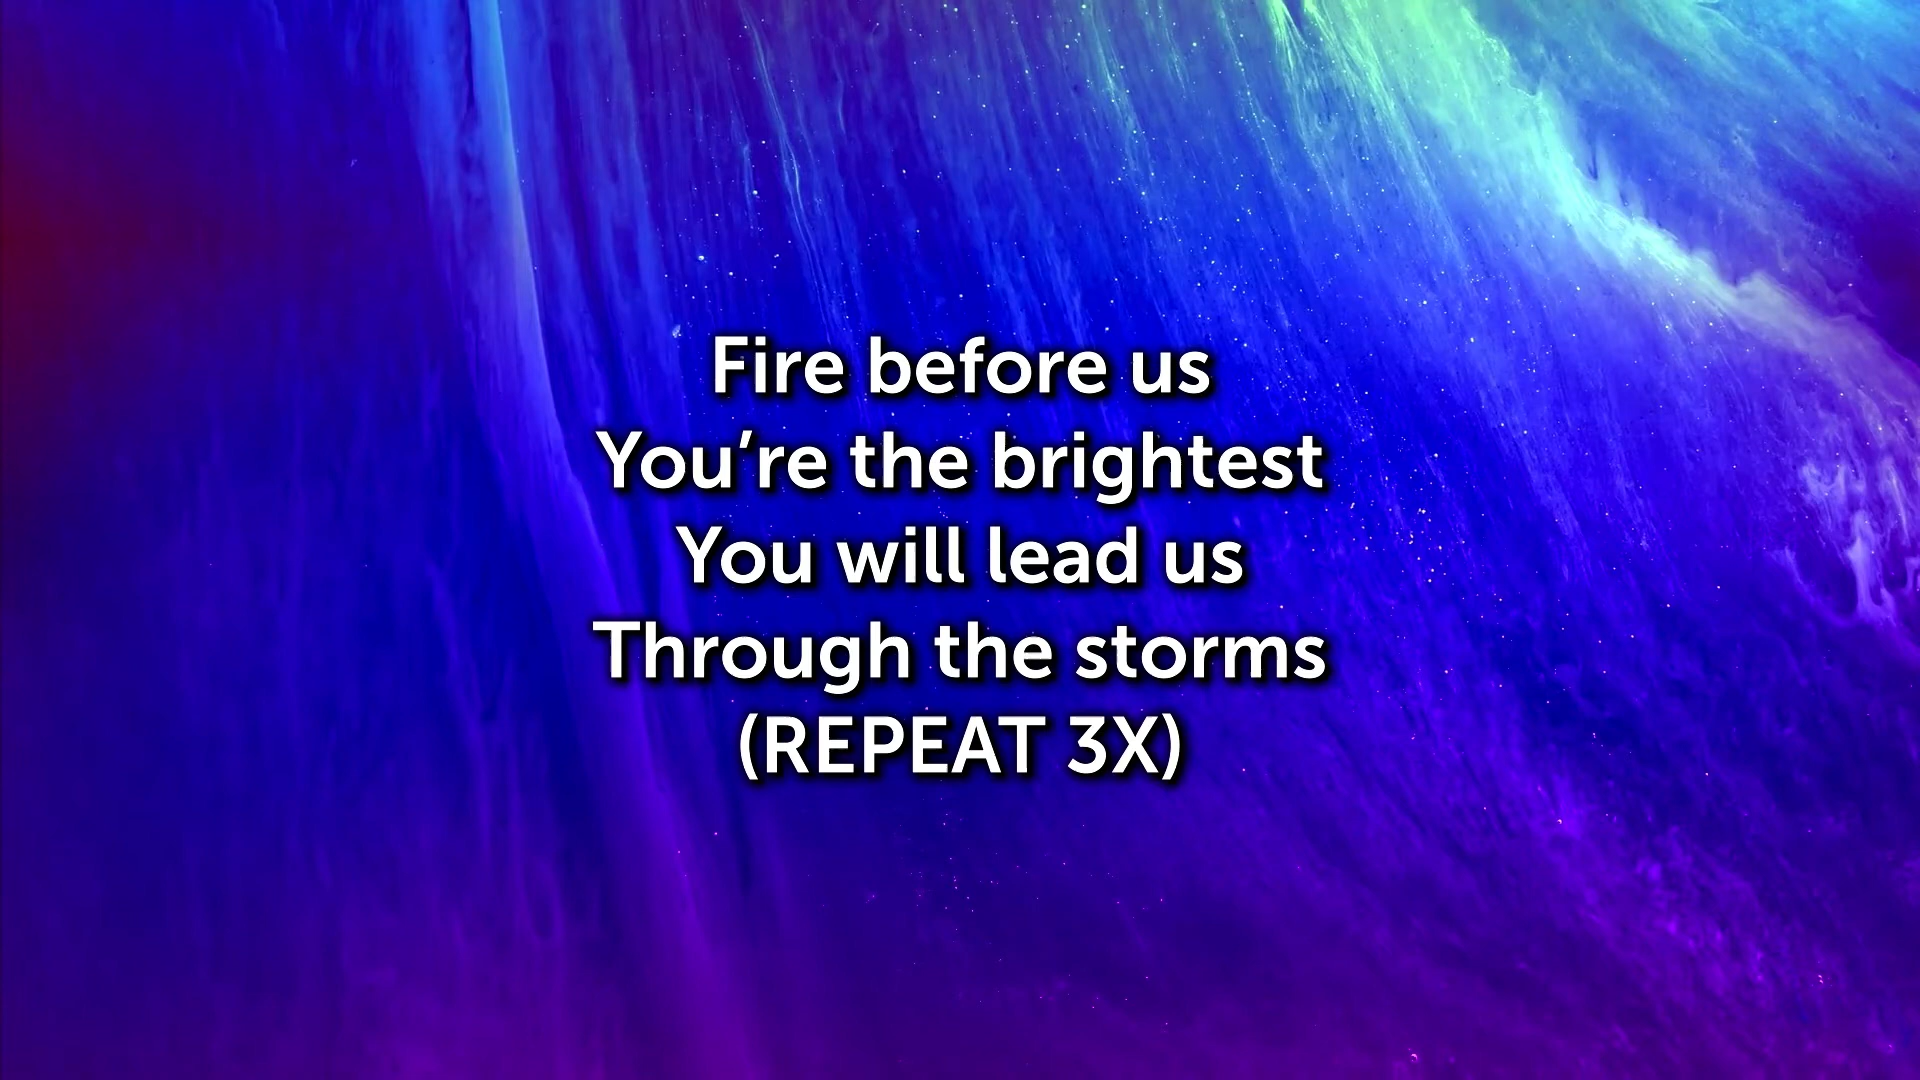 Fire before us
You’re the brightest
You will lead us
Through the storms
(REPEAT 3X)